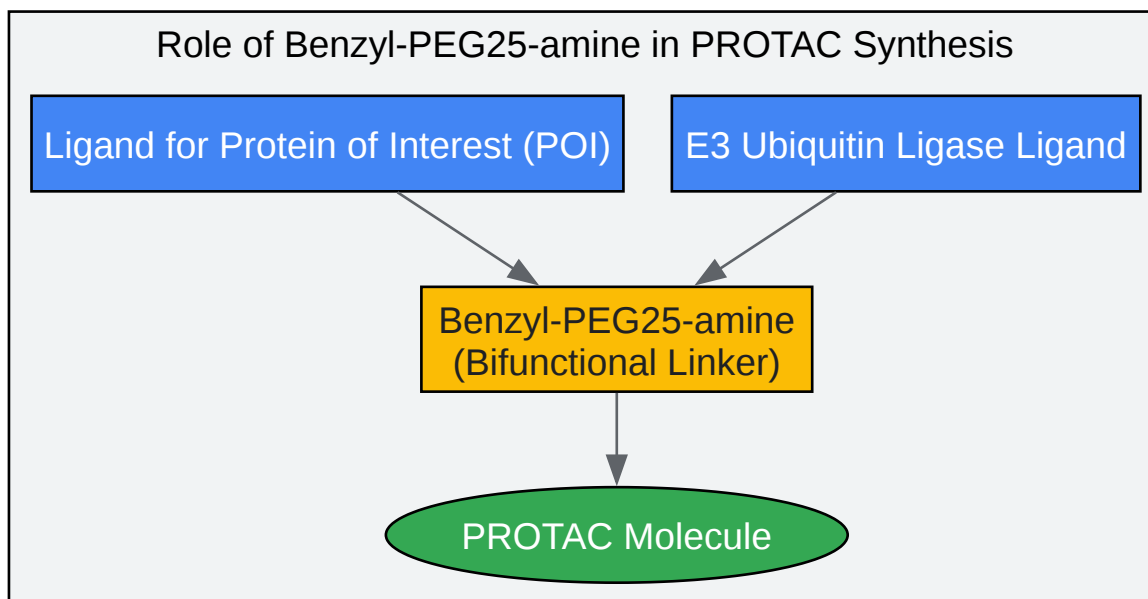 Role of Benzyl-PEG25-amine in PROTAC Synthesis
Ligand for Protein of Interest (POI)
E3 Ubiquitin Ligase Ligand
Benzyl-PEG25-amine
(Bifunctional Linker)
PROTAC Molecule